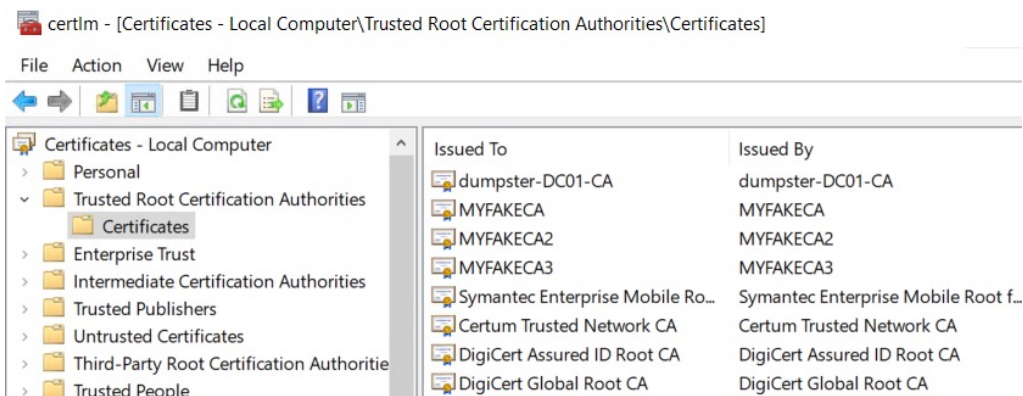 certlm - [Certificates - Local Computer\Trusted Root Certification Authorities\Certificates]
File Action View Help
Certificates - Local Computer
Personal
Trusted Root Certification Authorities
Certificates
Enterprise Trust
Intermediate Certification Authorities
Trusted Publishers
Untrusted Certificates
Third-Party Root Certification Authoritie
Trusted People
Issued To Issued By
dumpster-DC01-CA dumpster-DC01-CA
MYFAKECA MYFAKECA
MYFAKECA2 MYFAKECA2
MYFAKECA3 MYFAKECA3
Symantec Enterprise Mobile Ro... Symantec Enterprise Mobile Root f...
Certum Trusted Network CA Certum Trusted Network CA
DigiCert Assured ID Root CA DigiCert Assured ID Root CA
DigiCert Global Root CA DigiCert Global Root CA